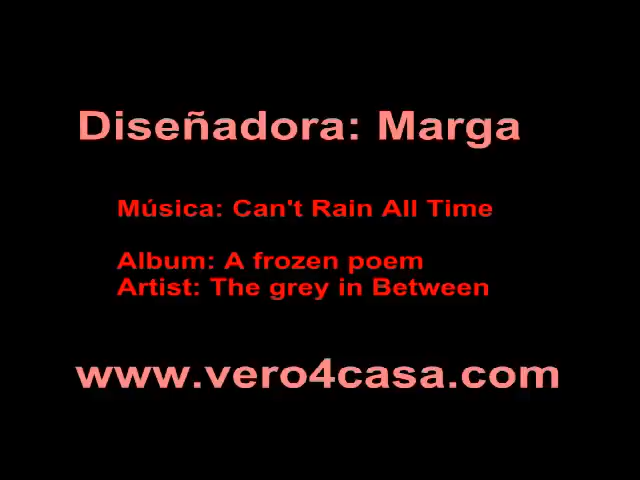 Diseñadora: Marga
Música: Can't Rain All Time
Album: A frozen poem
Artist: The grey in Between
www.vero4casa.com